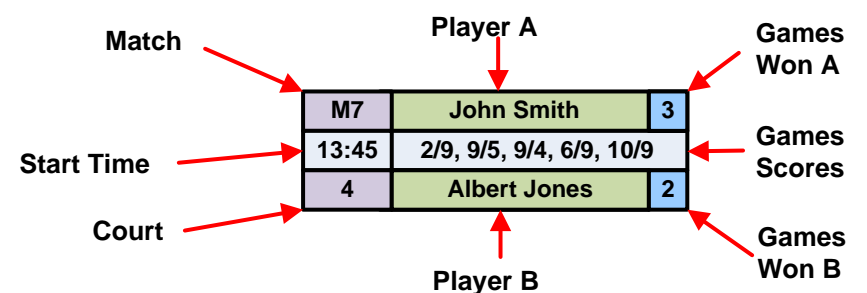 Player A
Match
Games
Won A
M7 John Smith 3
13:45 2/9, 9/5, 9/4, 6/9, 10/9
Games
Scores
Start Time
4 Albert Jones 2
Court
Games
Won B
Player B